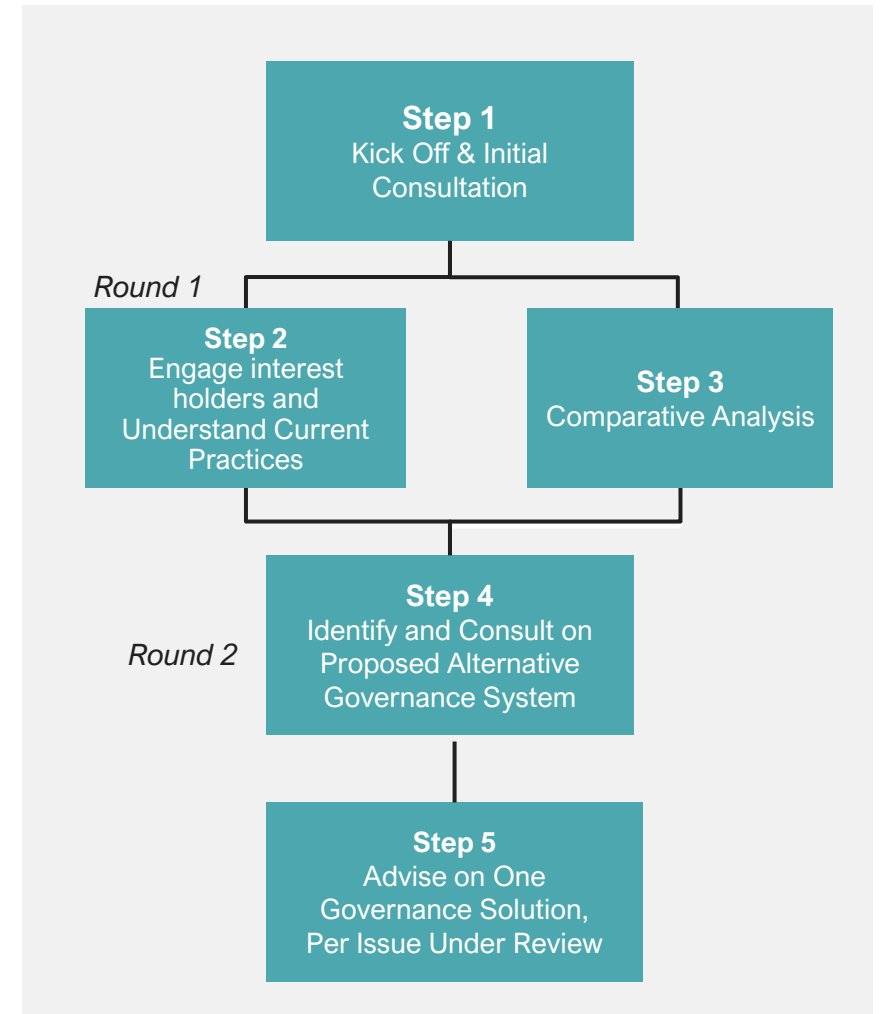 Step 1
Kick Off & Initial
Consultation
Round 1
Step 2
Engage interest
holders and
Understand Current
Practices
Step 3
Comparative Analysis
Step 4
Identify and Consult on
Proposed Alternative
Governance System
Round 2
Step 5
Advise on One
Governance Solution,
Per Issue Under Review